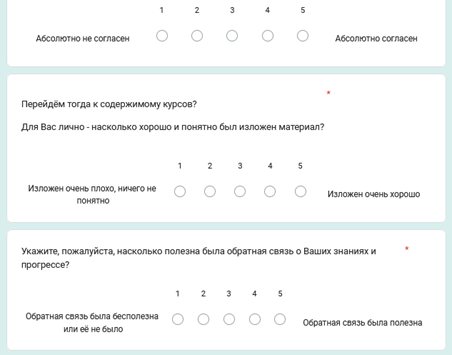 1 2 3 4 5
Абсолютно не согласен Абсолютно согласен
*
Перейдём тогда к содержимому курсов?
Для Вас лично - насколько хорошо и понятно был изложен материал?
1 2 3 4 5
Изложен очень плохо, ничего не
понятно
Изложен очень хорошо
Укажите, пожалуйста, насколько полезна была обратная связь о Ваших знаниях и *
прогрессе?
1 2 3 4 5
Обратная связь была бесполезна
или её не было
Обратная связь была полезна